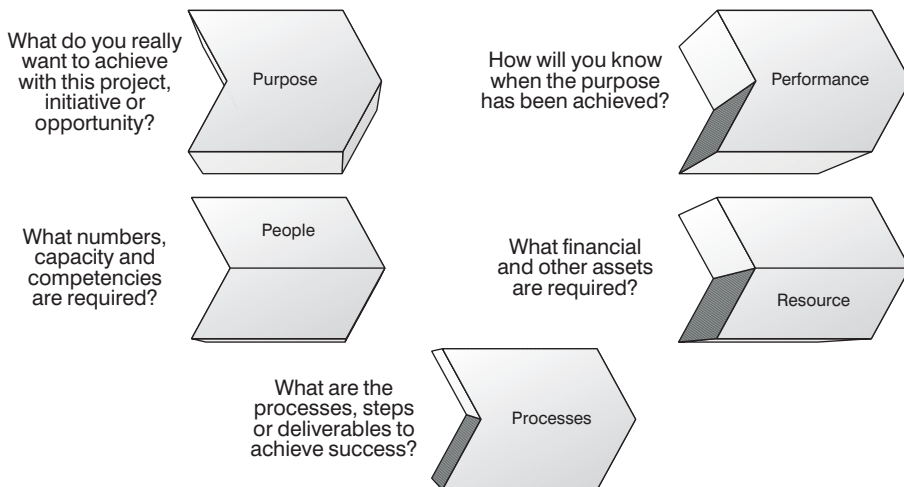 What do you really
want to achieve
with this project,
initiative or
opportunity?
Purpose
How will you know
when the purpose
has been achieved?
Performance
What numbers,
capacity and
competencies
are required?
People
What financial
and other assets
are required?
Resource
What are the
processes, steps
or deliverables to
achieve success?
Processes